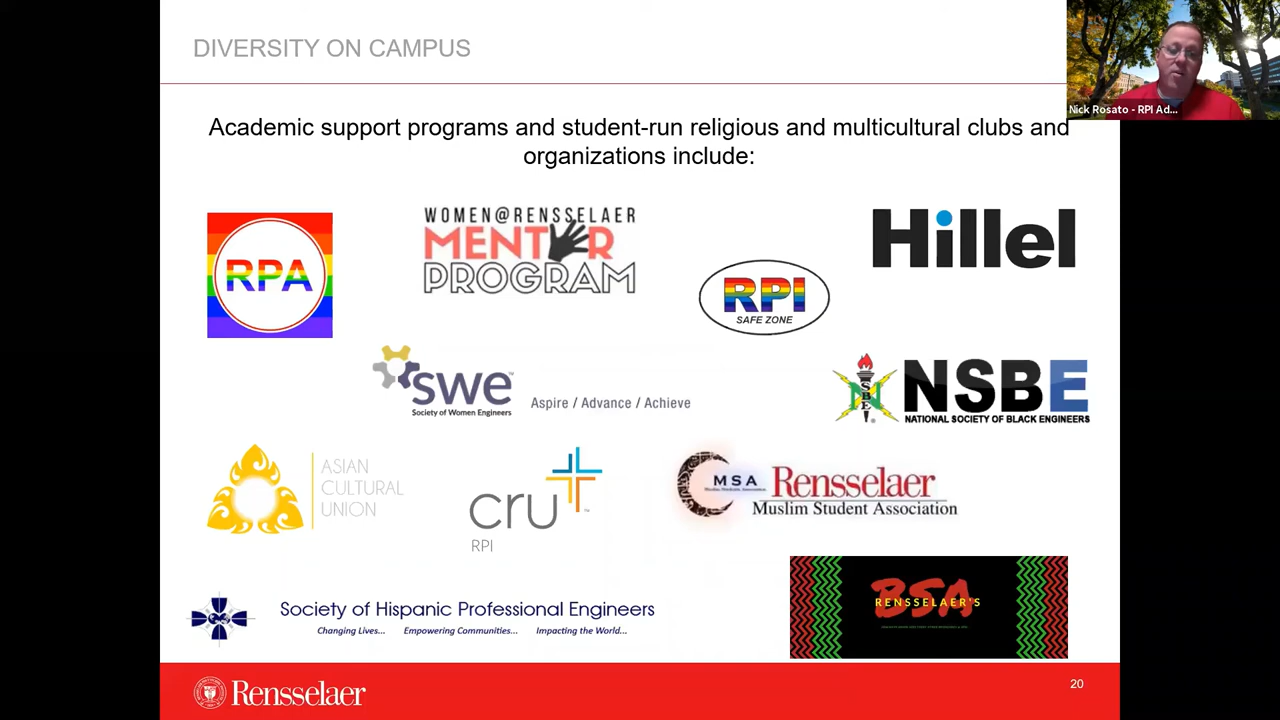 DIVERSITY ON CAMPUS
Nick Rosato - RPI Ad...
Academic support programs and student-run religious and multicultural clubs and
organizations include:
RPA
WOMEN@RENSSELAER
MENTOR
PROGRAM
RPI
SAFE ZONE
Hillel
swe
Society of Women Engineers
Aspire / Advance / Achieve
NSBE
NSBE
NATIONAL SOCIETY OF BLACK ENGINEERS
ASIAN
CULTURAL
UNION
cru
RPI
MSA
Rensselaer
Muslim Student Association
Society of Hispanic Professional Engineers
Changing Lives... Empowering Communities... Impacting the World...
BSA
RENSSELAER'S
Rensselaer
20